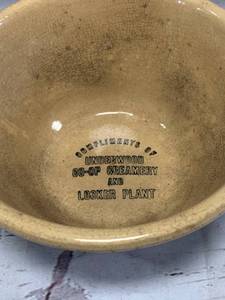 COMPLIMENTS OF
UNDERWOOD
CO-OP CREAMERY
AND
LOCKER PLANT